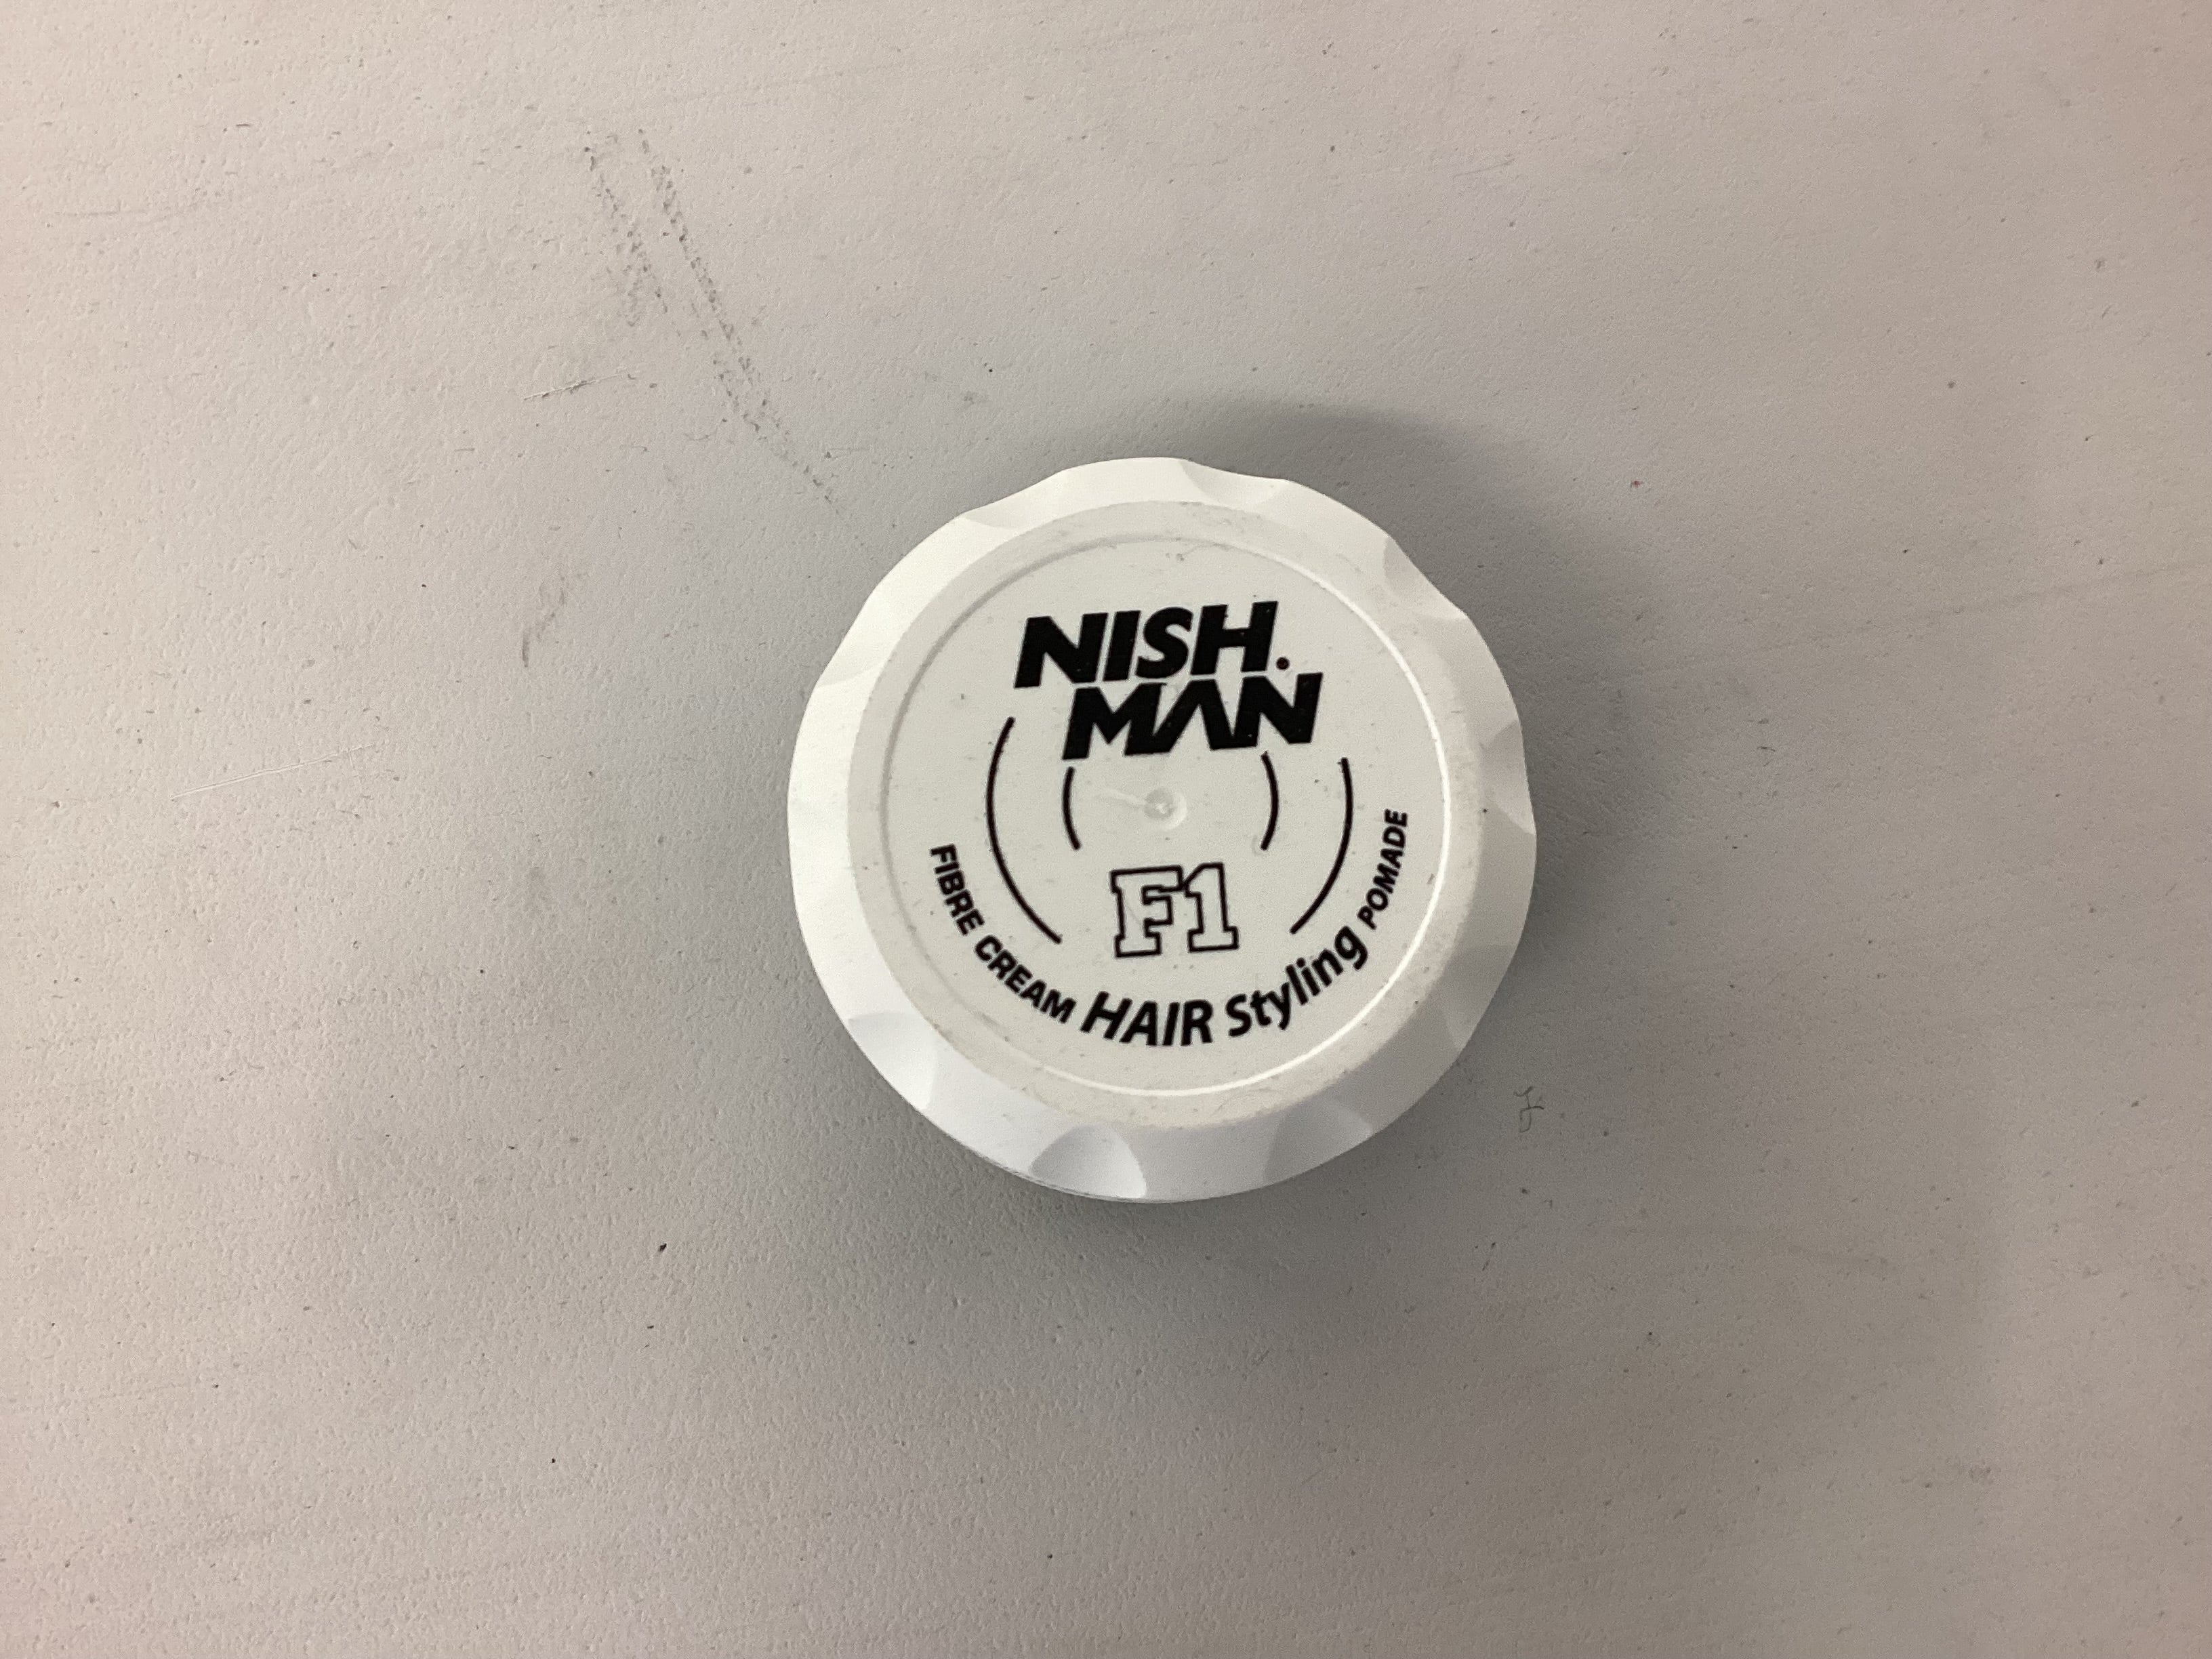 NISH.
MAN
F1
FIBRE CREAM HAIR Styling POMADE